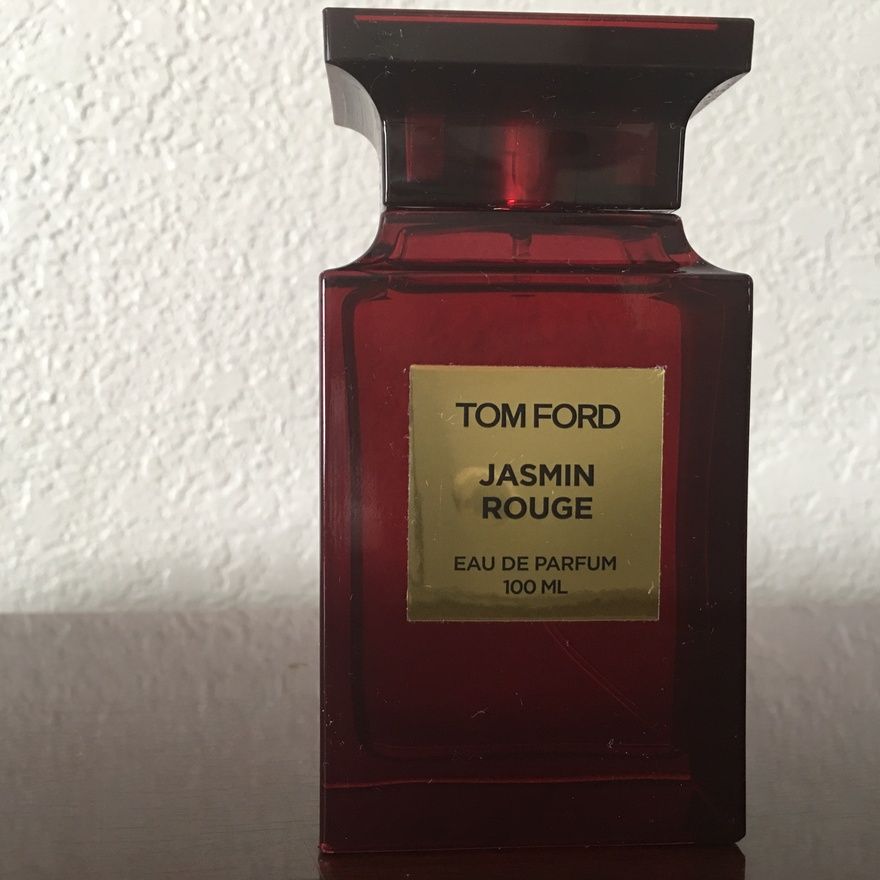 TOM FORD
JASMIN
ROUGE
EAU DE PARFUM
100 ML